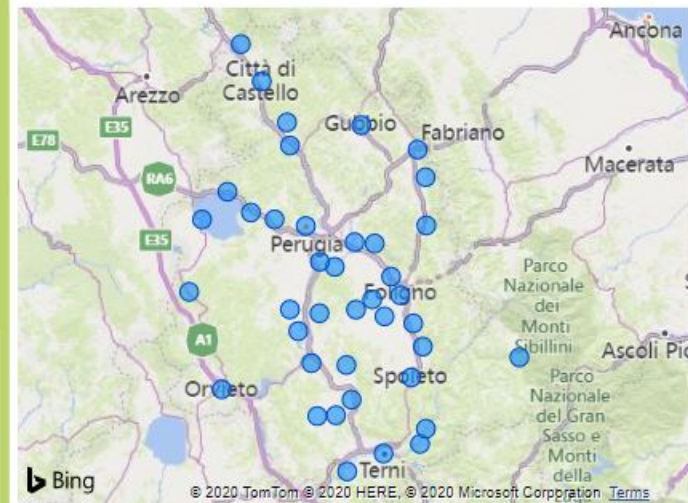 Ancona
Città di
Castello
Arezzo
E35
Gubbio
Fabriano
E78
Macerata
RA6
E35
Perugia
Parco
Nazionale
dei
Monti
Sibillini
Foligno
A1
Ascoli Pic
Orvieto
Spoleto
Parco
Nazionale
del Gran
Sasso e
Monti
della
Terni
Bing
© 2020 TomTom © 2020 HERE, © 2020 Microsoft Corporation Terms